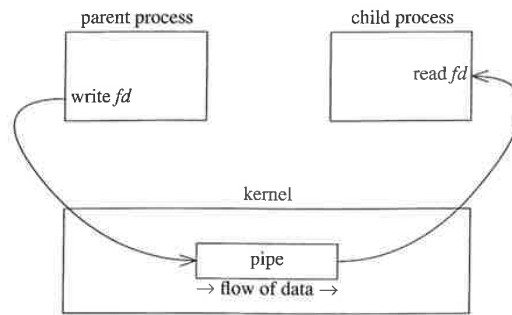 parent process
child process
write fd
read fd
kernel
pipe
→ flow of data →